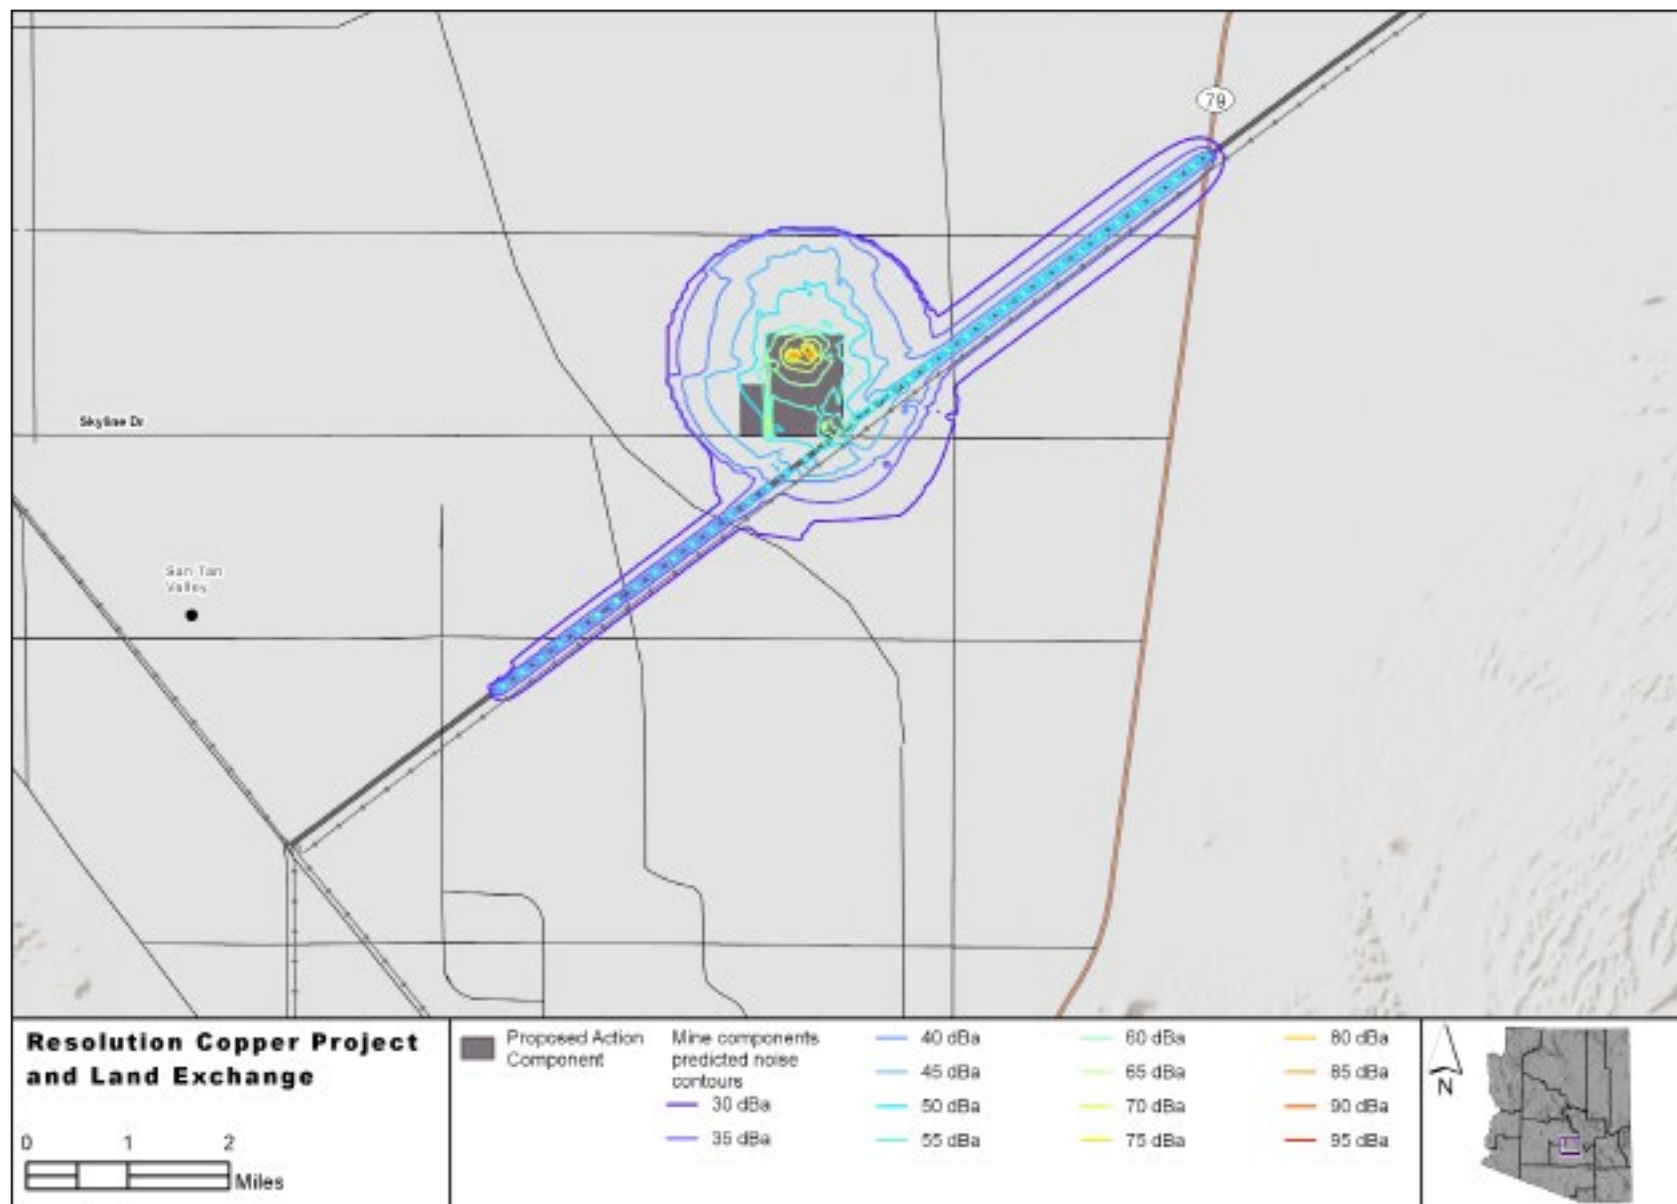 79
Skyline Dr
San Tan
Valley
Resolution Copper Project
and Land Exchange
0 1 2
Miles
Proposed Action
Component
Mine components
predicted noise
contours
30 dBa
35 dBa
40 dBa
45 dBa
50 dBa
55 dBa
60 dBa
65 dBa
70 dBa
75 dBa
80 dBa
85 dBa
90 dBa
95 dBa
N